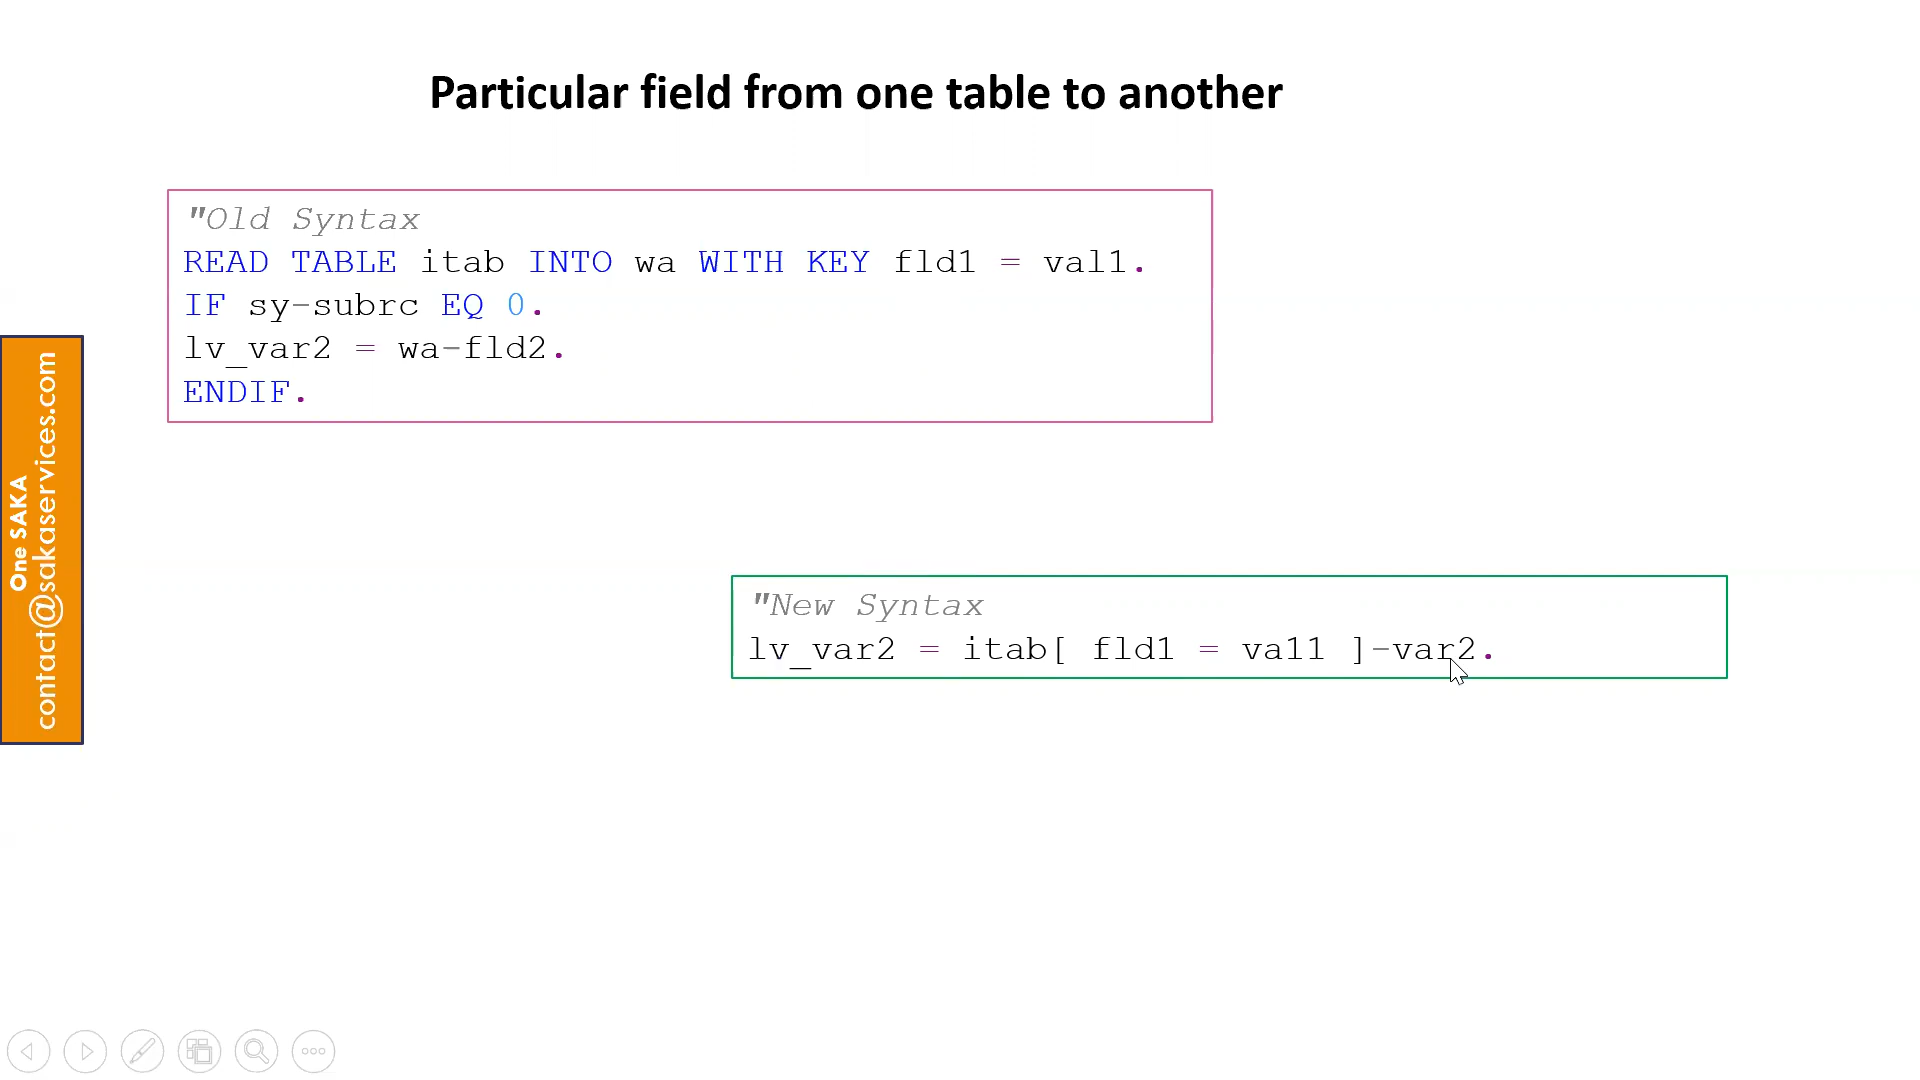 Particular field from one table to another
"Old Syntax
READ TABLE itab INTO wa WITH KEY fld1 = val1.
IF sy-subrc EQ 0.
lv_var2 = wa-fld2.
ENDIF.
One SAKA
contact@sakaservices.com
"New Syntax
lv_var2 = itab[ fld1 = va11 ]-var2.